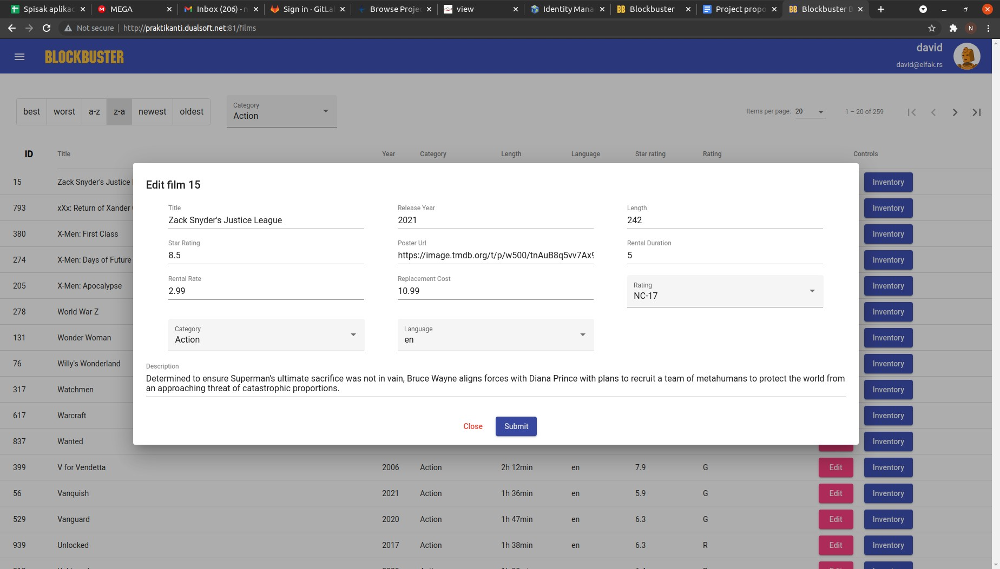 Spisak aplikac
MEGA
Inbox (206) - n
Sign in · GitLa
Browse Projec
view
Identity Mana
Blockbuster
Project propo
Blockbuster B
Not secure
http://praktikanti.dualsoft.net:81/films
N
BLOCKBUSTER
david
david@elfak.rs
best worst a-z z-a newest oldest
Category
Action
Items per page: 20
1 – 20 of 259
ID Title Year Category Length Language Star rating Rating Controls
15 Zack Snyder's Justice Inventory
793 xXx: Return of Xander Inventory
380 X-Men: First Class Inventory
274 X-Men: Days of Future Inventory
205 X-Men: Apocalypse Inventory
278 World War Z Inventory
131 Wonder Woman Inventory
76 Willy's Wonderland Inventory
317 Watchmen Inventory
617 Warcraft Inventory
837 Wanted Inventory
399 V for Vendetta 2006 Action 2h 12min en 7.9 G Edit Inventory
56 Vanquish 2021 Action 1h 36min en 5.9 G Edit Inventory
529 Vanguard 2020 Action 1h 47min en 6.3 G Edit Inventory
939 Unlocked 2017 Action 1h 38min en 6.3 R Edit Inventory
Edit film 15
Title
Zack Snyder's Justice League
Release Year
2021
Length
242
Star Rating
8.5
Poster Url
https://image.tmdb.org/t/p/w500/tnAuB8q5vv7Ax9
Rental Duration
5
Rental Rate
2.99
Replacement Cost
10.99
Rating
NC-17
Category
Action
Language
en
Description
Determined to ensure Superman's ultimate sacrifice was not in vain, Bruce Wayne aligns forces with Diana Prince with plans to recruit a team of metahumans to protect the world from
an approaching threat of catastrophic proportions.
Close Submit